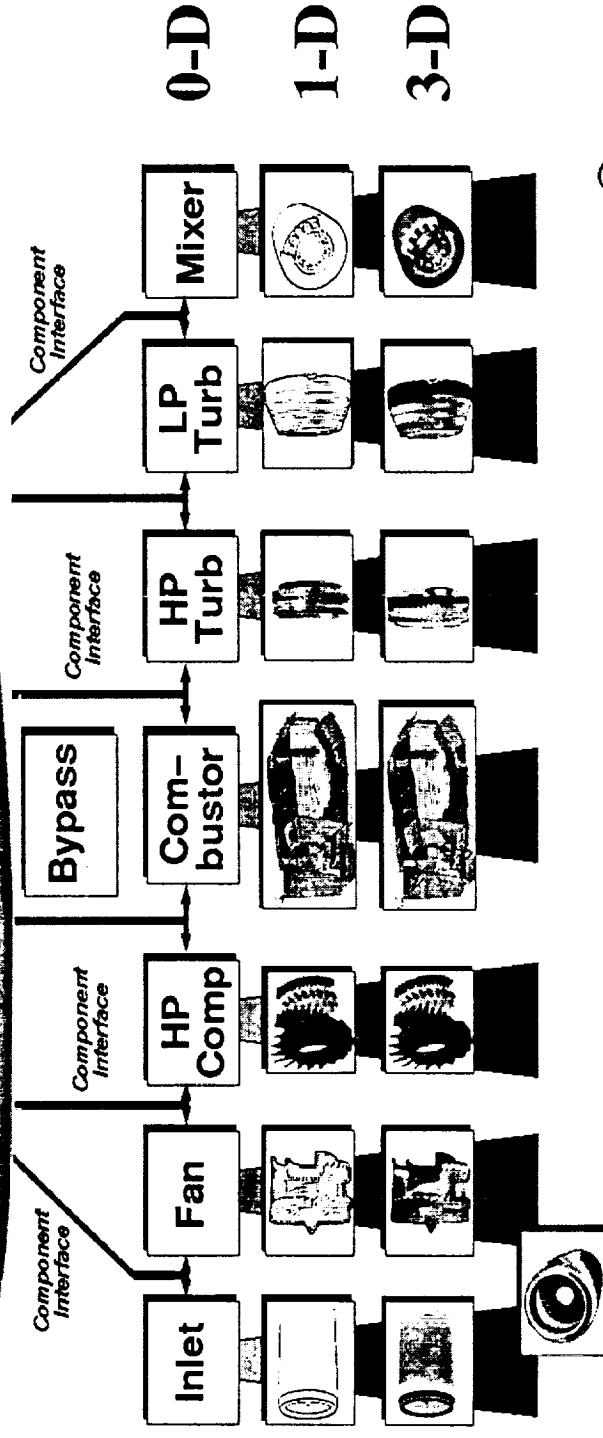 Component
Interface
Component
Interface
Component
Interface
Component
Interface
Bypass
Inlet
Fan
HP
Comp
Com-
bustor
HP
Turb
LP
Turb
Mixer
0-D
1-D
3-D